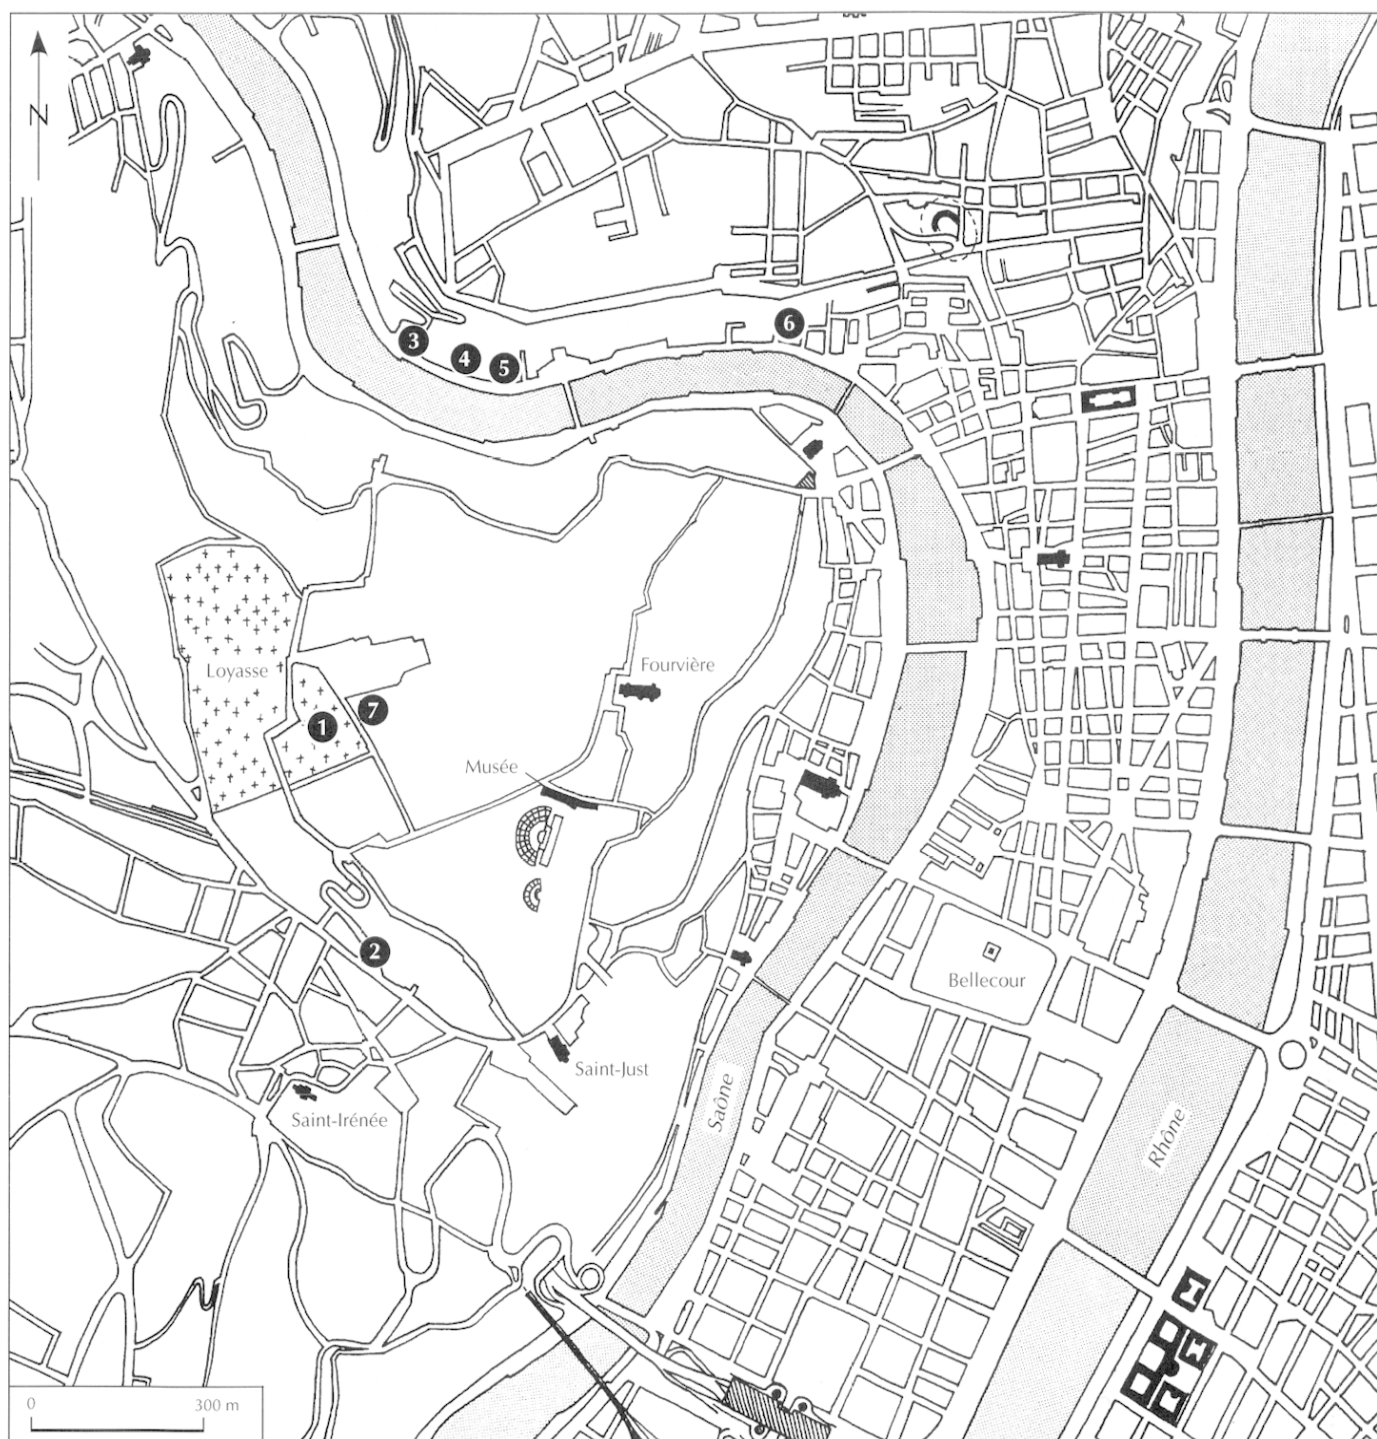 N
3
4
5
6
Loyasse
Fourvière
1
7
Musée
2
Bellecour
Saint-Just
Saône
Saint-Irénée
Rhône
0 300 m